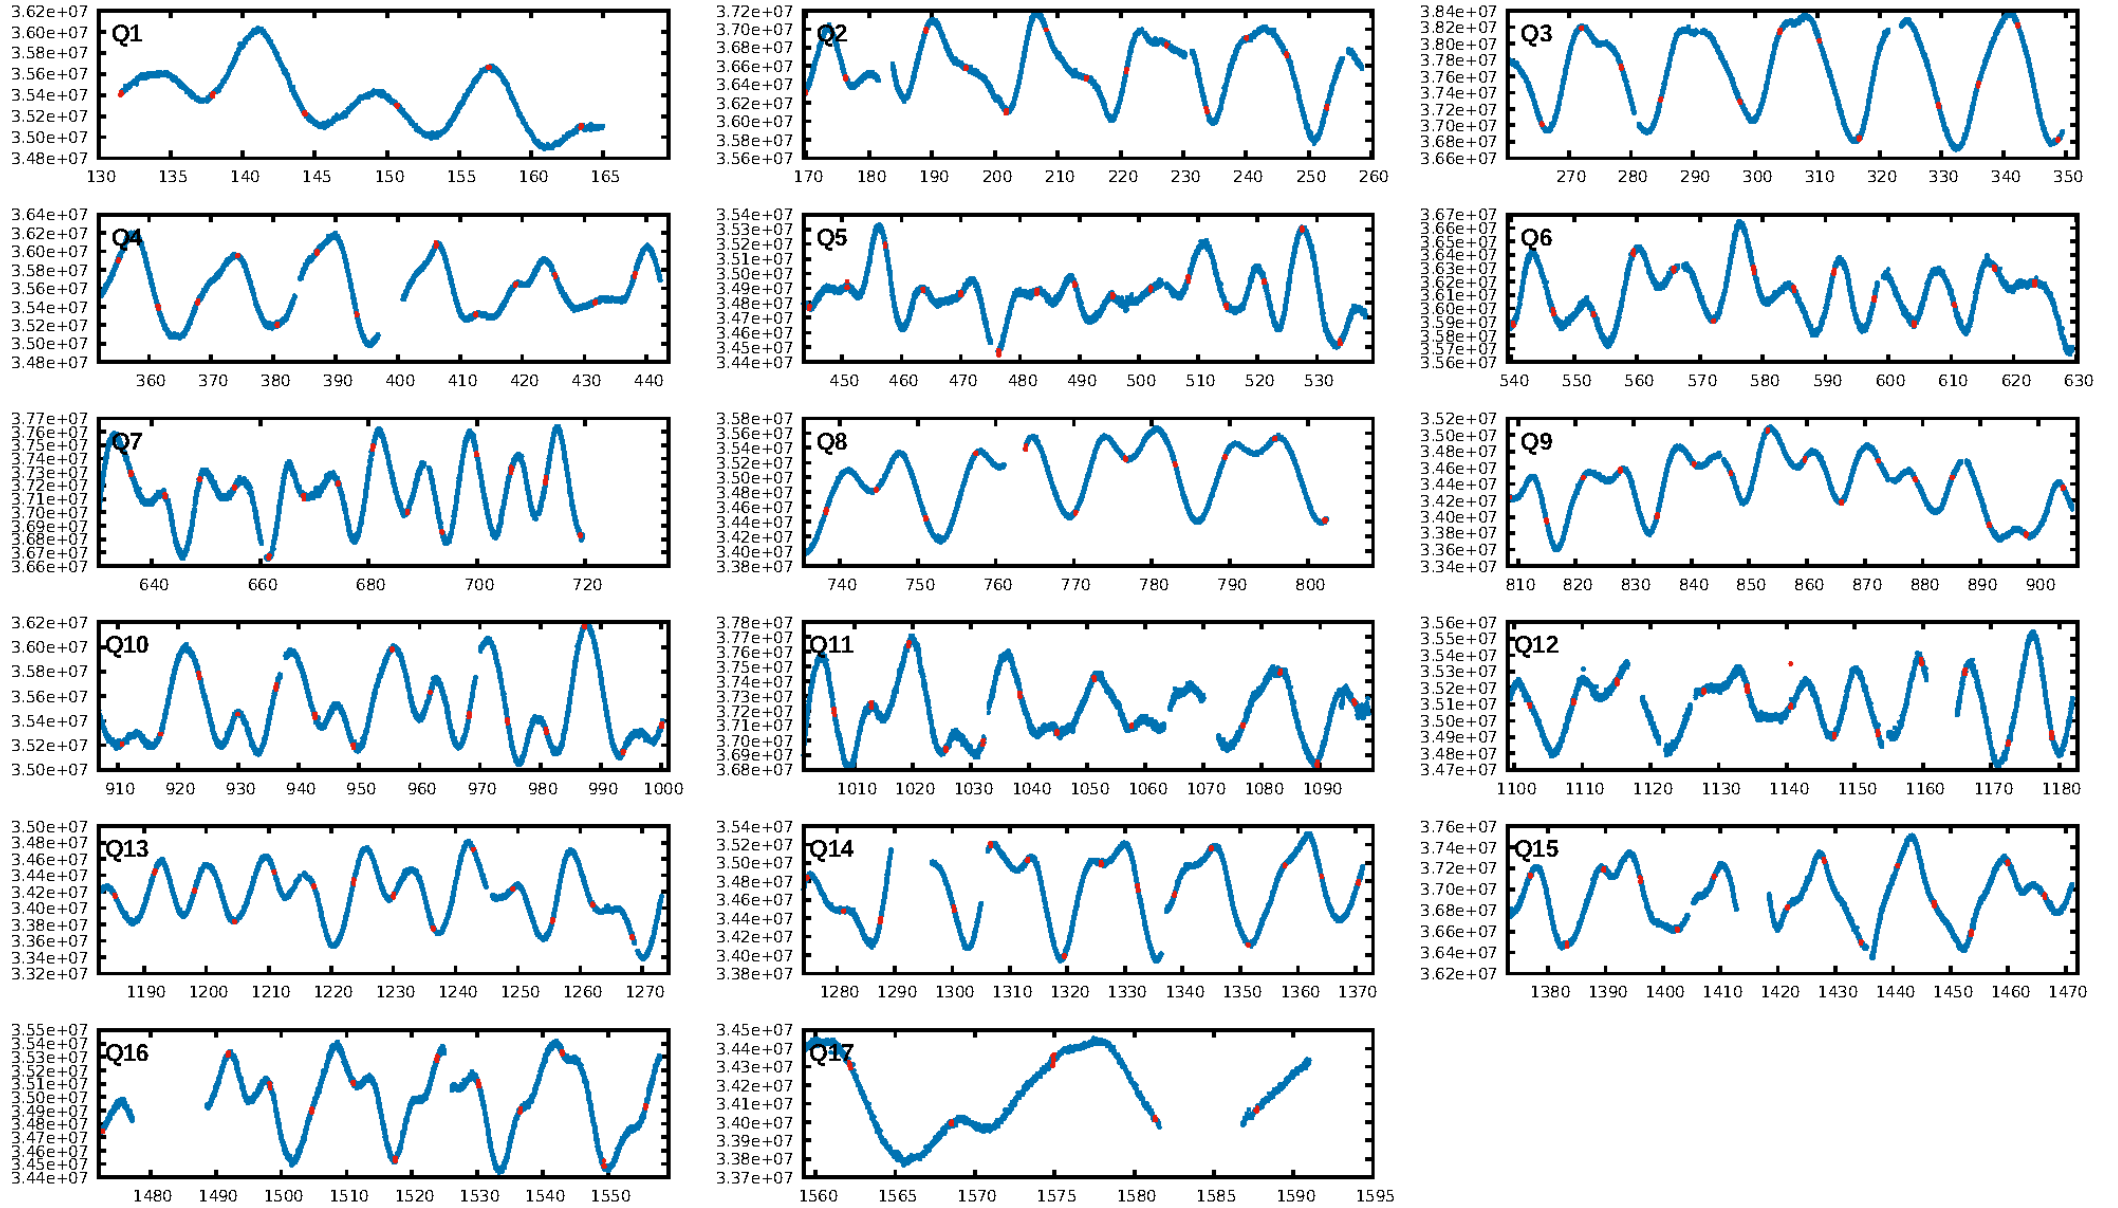 3.62e+07
3.60e+07
3.58e+07
3.56e+07
3.54e+07
3.52e+07
3.50e+07
3.48e+07
Q1
130 135 140 145 150 155 160 165
3.72e+07
3.70e+07
3.68e+07
3.66e+07
3.64e+07
3.62e+07
3.60e+07
3.58e+07
3.56e+07
Q2
170 180 190 200 210 220 230 240 250 260
3.84e+07
3.82e+07
3.80e+07
3.78e+07
3.76e+07
3.74e+07
3.72e+07
3.70e+07
3.68e+07
3.66e+07
Q3
270 280 290 300 310 320 330 340 350
3.64e+07
3.62e+07
3.60e+07
3.58e+07
3.56e+07
3.54e+07
3.52e+07
3.50e+07
3.48e+07
Q4
360 370 380 390 400 410 420 430 440
3.54e+07
3.53e+07
3.52e+07
3.51e+07
3.50e+07
3.49e+07
3.48e+07
3.47e+07
3.46e+07
3.45e+07
3.44e+07
Q5
450 460 470 480 490 500 510 520 530
3.67e+07
3.66e+07
3.65e+07
3.64e+07
3.63e+07
3.62e+07
3.61e+07
3.60e+07
3.59e+07
3.58e+07
3.57e+07
3.56e+07
Q6
540 550 560 570 580 590 600 610 620 630
3.77e+07
3.76e+07
3.75e+07
3.74e+07
3.73e+07
3.72e+07
3.71e+07
3.70e+07
3.69e+07
3.68e+07
3.67e+07
3.66e+07
Q7
640 660 680 700 720
3.58e+07
3.56e+07
3.54e+07
3.52e+07
3.50e+07
3.48e+07
3.46e+07
3.44e+07
3.42e+07
3.40e+07
3.38e+07
Q8
740 750 760 770 780 790 800
3.52e+07
3.50e+07
3.48e+07
3.46e+07
3.44e+07
3.42e+07
3.40e+07
3.38e+07
3.36e+07
3.34e+07
Q9
810 820 830 840 850 860 870 880 890 900
3.62e+07
3.60e+07
3.58e+07
3.56e+07
3.54e+07
3.52e+07
3.50e+07
Q10
910 920 930 940 950 960 970 980 990 1000
3.78e+07
3.77e+07
3.76e+07
3.75e+07
3.74e+07
3.73e+07
3.72e+07
3.71e+07
3.70e+07
3.69e+07
3.68e+07
Q11
1010 1020 1030 1040 1050 1060 1070 1080 1090
3.56e+07
3.55e+07
3.54e+07
3.53e+07
3.52e+07
3.51e+07
3.50e+07
3.49e+07
3.48e+07
3.47e+07
Q12
1100 1110 1120 1130 1140 1150 1160 1170 1180
3.50e+07
3.48e+07
3.46e+07
3.44e+07
3.42e+07
3.40e+07
3.38e+07
3.36e+07
3.34e+07
3.32e+07
Q13
1190 1200 1210 1220 1230 1240 1250 1260 1270
3.54e+07
3.52e+07
3.50e+07
3.48e+07
3.46e+07
3.44e+07
3.42e+07
3.40e+07
3.38e+07
Q14
1280 1290 1300 1310 1320 1330 1340 1350 1360 1370
3.76e+07
3.74e+07
3.72e+07
3.70e+07
3.68e+07
3.66e+07
3.64e+07
3.62e+07
Q15
1380 1390 1400 1410 1420 1430 1440 1450 1460 1470
3.55e+07
3.54e+07
3.53e+07
3.52e+07
3.51e+07
3.50e+07
3.49e+07
3.48e+07
3.47e+07
3.46e+07
3.45e+07
3.44e+07
Q16
1480 1490 1500 1510 1520 1530 1540 1550
3.45e+07
3.44e+07
3.43e+07
3.42e+07
3.41e+07
3.40e+07
3.39e+07
3.38e+07
3.37e+07
Q17
1560 1565 1570 1575 1580 1585 1590 1595